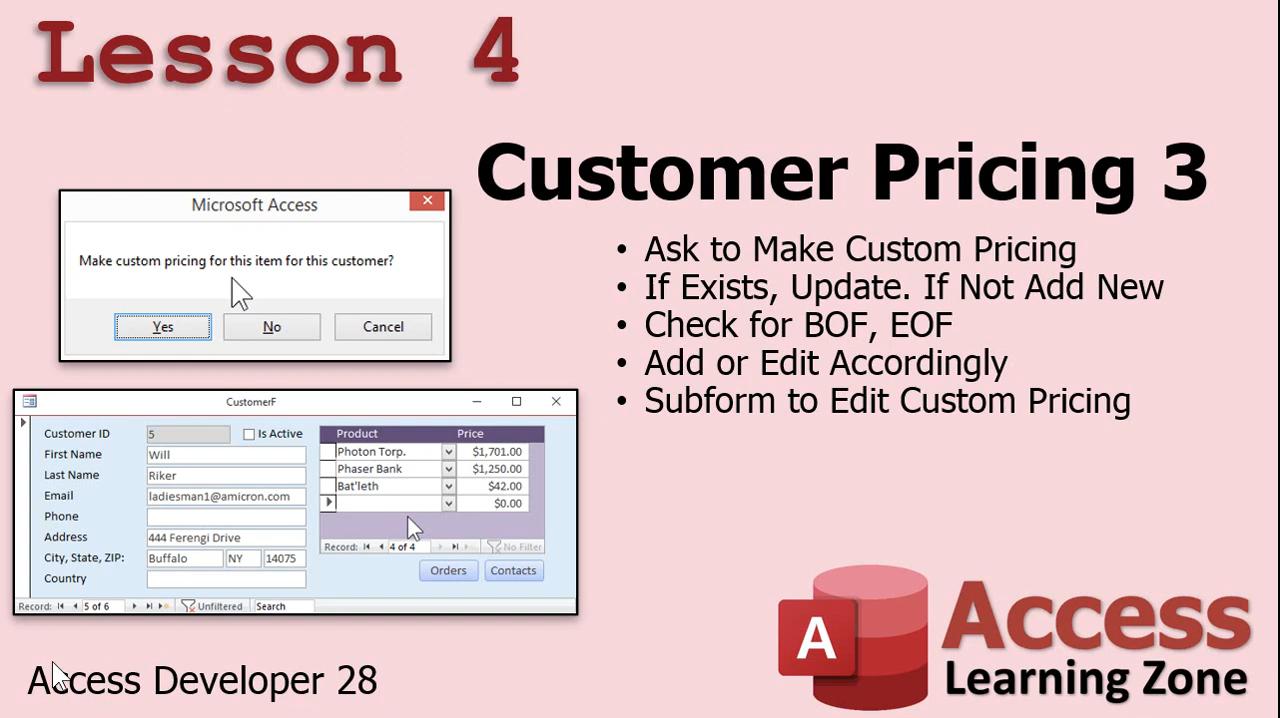 Lesson 4
Customer Pricing 3
• Ask to Make Custom Pricing
• If Exists, Update. If Not Add New
• Check for BOF, EOF
• Add or Edit Accordingly
• Subform to Edit Custom Pricing
Microsoft Access
Make custom pricing for this item for this customer?
Yes No Cancel
CustomerF
Customer ID 5 Is Active
First Name Will
Last Name Riker
Email ladiesman1@amicron.com
Phone
Address 444 Ferengi Drive
City, State, ZIP: Buffalo NY 14075
Country
Product Price
Photon Torp. $1,701.00
Phaser Bank $1,250.00
Bat'leth $42.00
$0.00
Record: 4 of 4 No Filter
Orders Contacts
Record: 5 of 6 Unfiltered Search
Access Developer 28
A
Access
Learning Zone